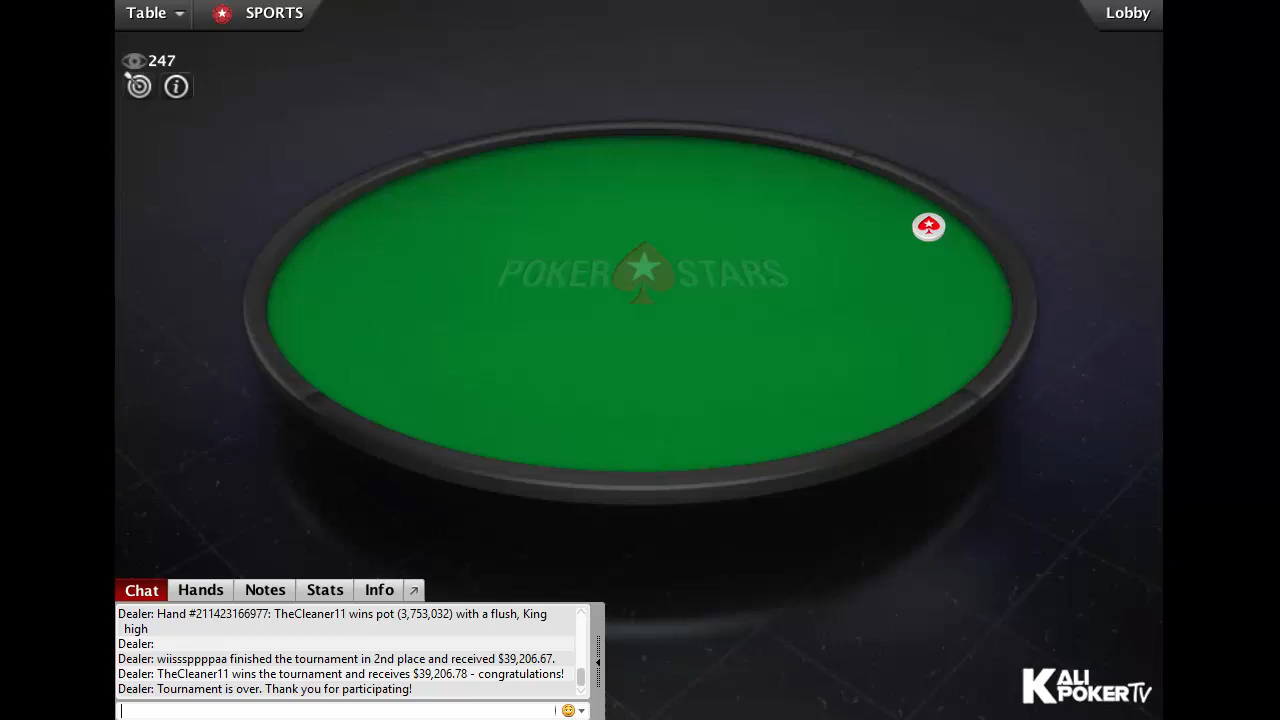 Table
SPORTS
Lobby
247
POKER STARS
Chat
Hands
Notes
Stats
Info
Dealer: Hand #211423166977: TheCleaner11 wins pot (3,753,032) with a flush, King
high
Dealer:
Dealer: wiisssppppaa finished the tournament in 2nd place and received $39,206.67.
Dealer: TheCleaner11 wins the tournament and receives $39,206.78 - congratulations!
Dealer: Tournament is over. Thank you for participating!
KALI
POKER TV